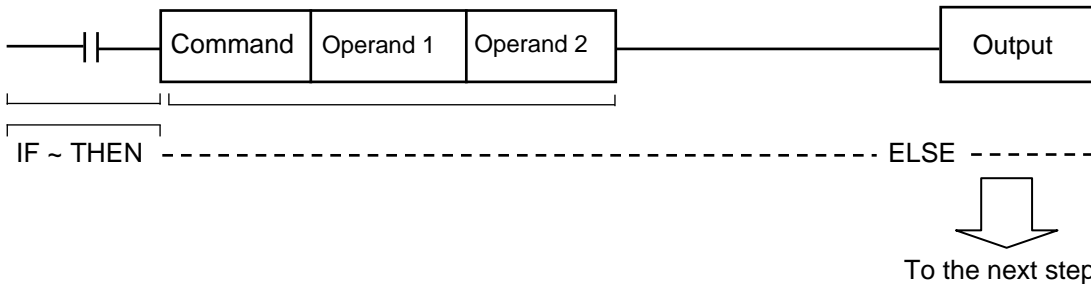 Command Operand 1 Operand 2 Output
IF ~ THEN ELSE
To the next step